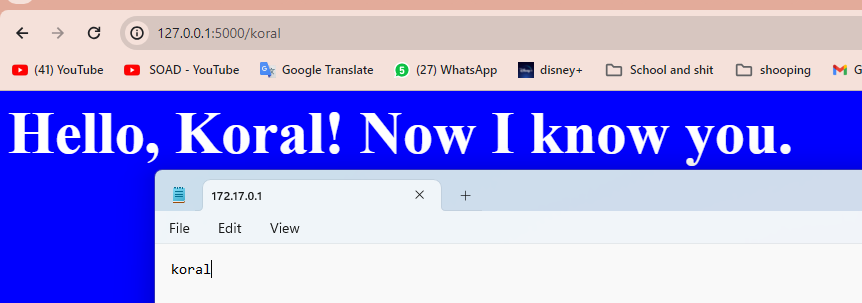 127.0.0.1:5000/koral
(41) YouTube SOAD - YouTube Google Translate 5 (27) WhatsApp disney+ School and shit shooping G
Hello, Koral! Now I know you.
172.17.0.1
File Edit View
koral